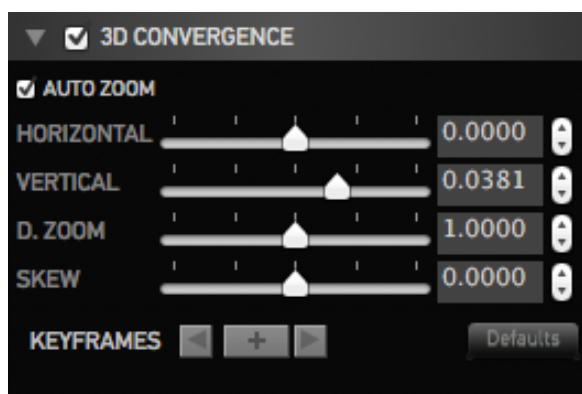 3D CONVERGENCE
AUTO ZOOM
HORIZONTAL 0.0000
VERTICAL 0.0381
D. ZOOM 1.0000
SKEW 0.0000
KEYFRAMES + Defaults